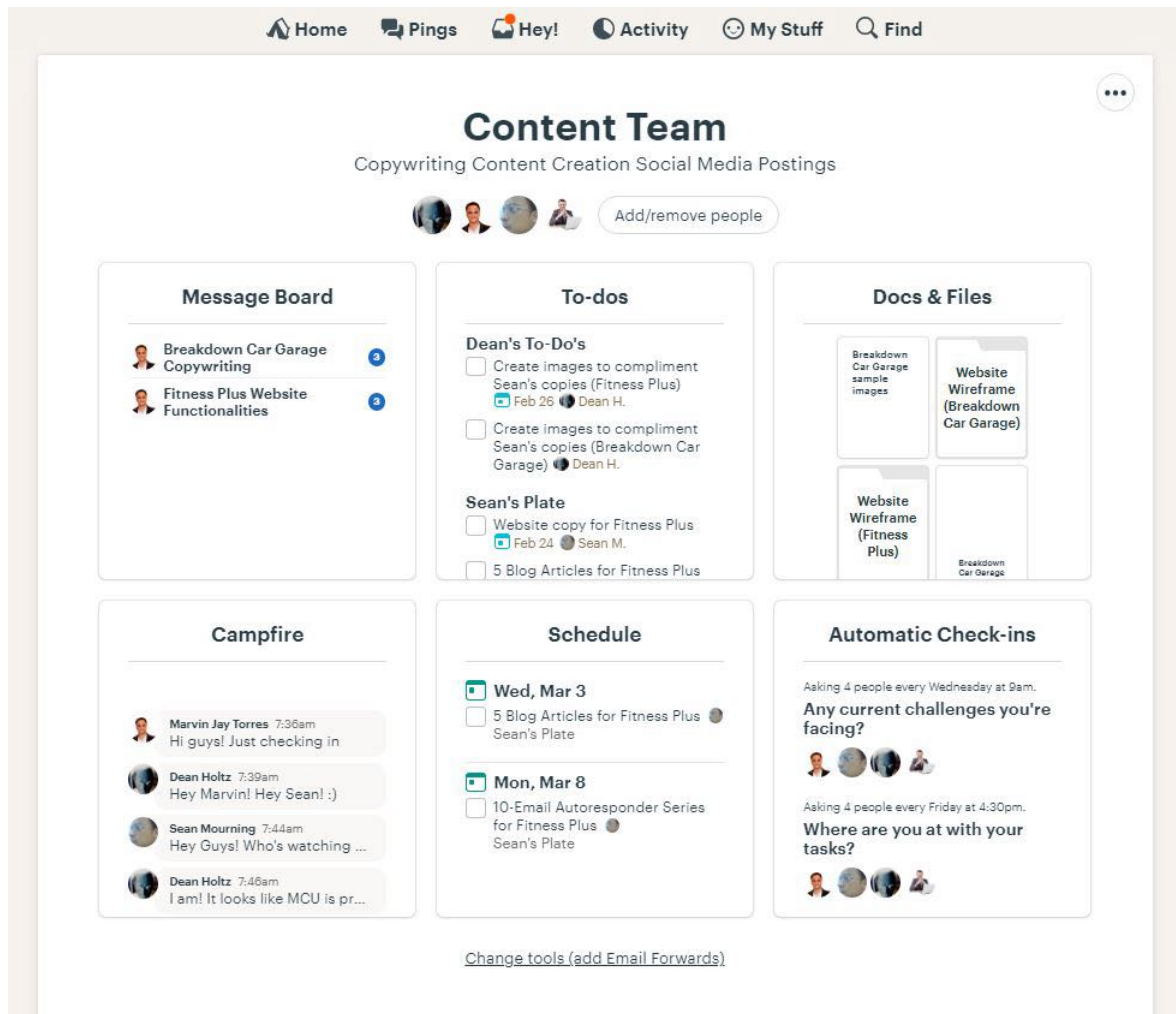 Home Pings Hey! Activity My Stuff Find
Content Team
Copywriting Content Creation Social Media Postings
Add/remove people
Message Board
Breakdown Car Garage
Copywriting
3
Fitness Plus Website
Functionalities
3
To-dos
Dean's To-Do's
Create images to compliment
Sean's copies (Fitness Plus)
Feb 26 Dean H.
Create images to compliment
Sean's copies (Breakdown Car
Garage) Dean H.
Sean's Plate
Website copy for Fitness Plus
Feb 24 Sean M.
5 Blog Articles for Fitness Plus
Docs & Files
Breakdown
Car Garage
sample
images
Website
Wireframe
(Breakdown
Car Garage)
Website
Wireframe
(Fitness
Plus)
Breakdown
Car Garage
Campfire
Marvin Jay Torres 7:36am
Hi guys! Just checking in
Dean Holtz 7:39am
Hey Marvin! Hey Sean! :)
Sean Mourning 7:44am
Hey Guys! Who's watching ...
Dean Holtz 7:46am
I am! It looks like MCU is pr...
Schedule
Wed, Mar 3
5 Blog Articles for Fitness Plus
Sean's Plate
Mon, Mar 8
10-Email Autoresponder Series
for Fitness Plus
Sean's Plate
Automatic Check-ins
Asking 4 people every Wednesday at 9am.
Any current challenges you're
facing?
Asking 4 people every Friday at 4:30pm.
Where are you at with your
tasks?
Change tools (add Email Forwards)